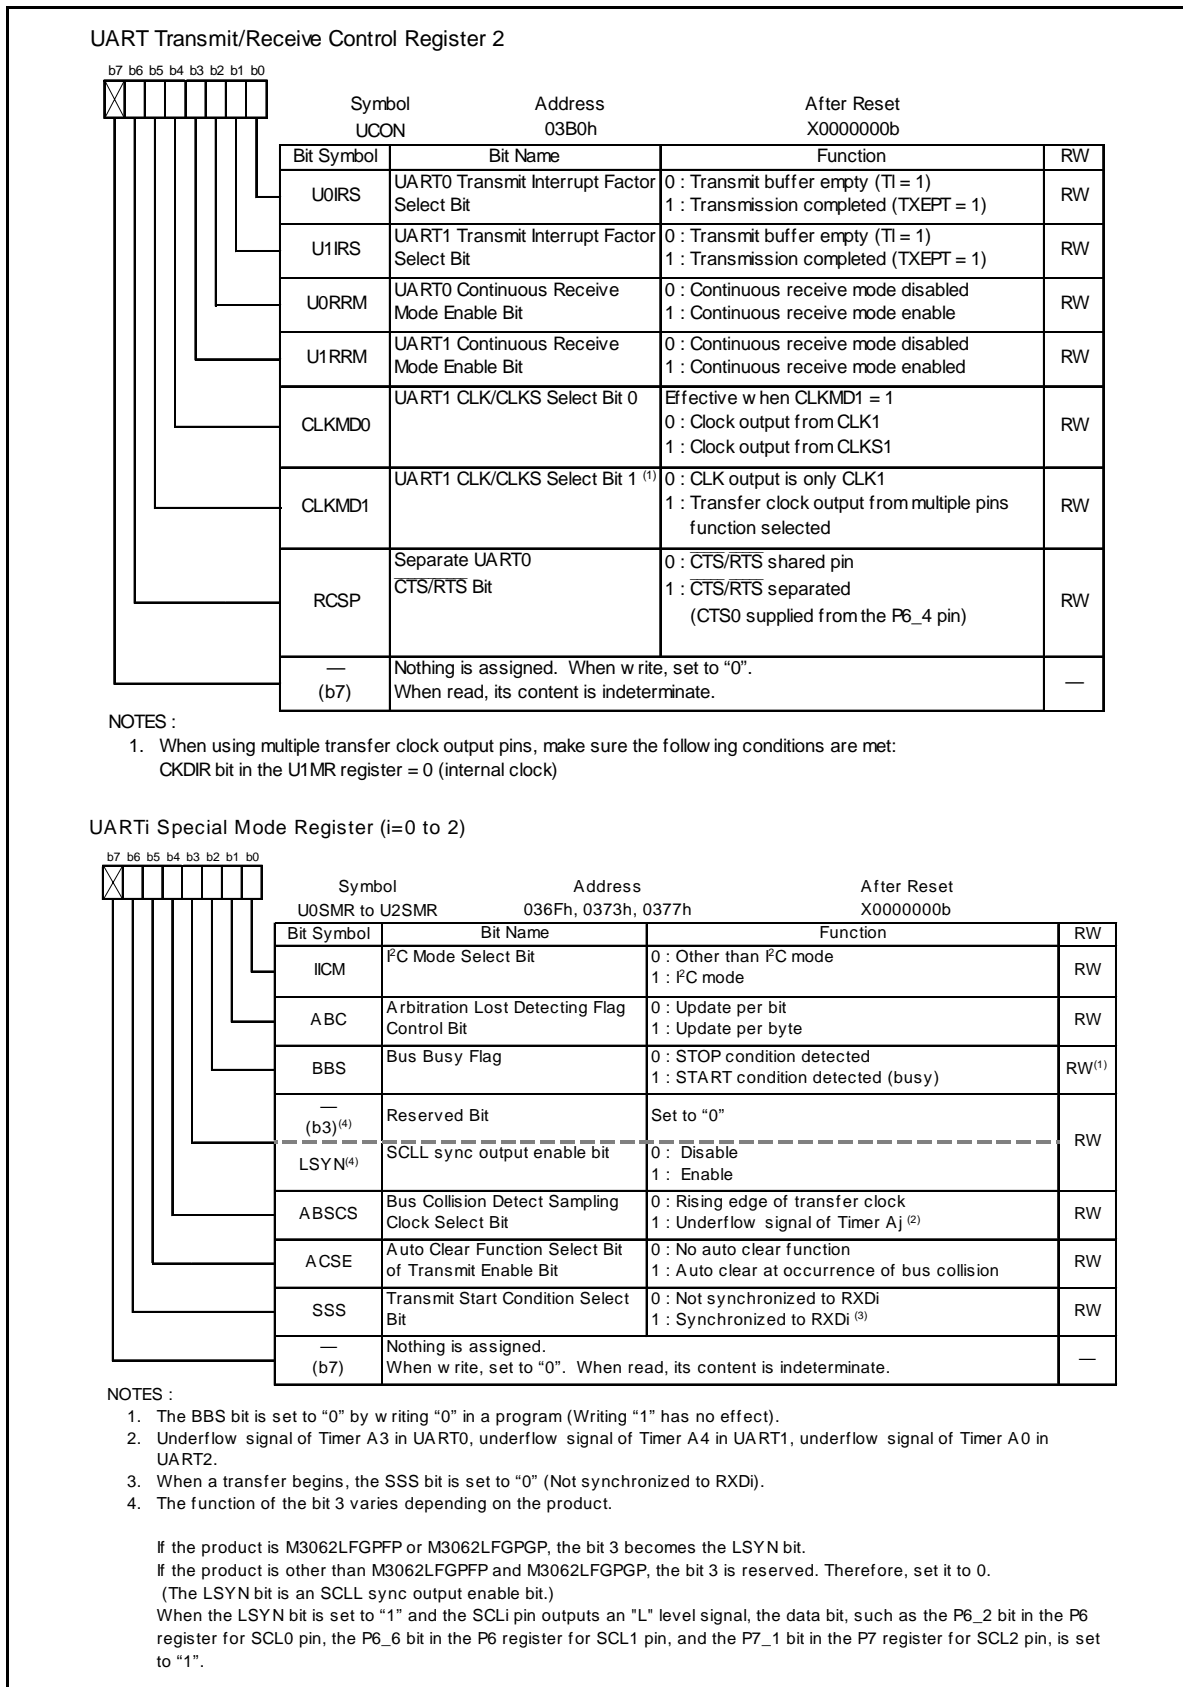 UART Transmit/Receive Control Register 2
b7 b6 b5 b4 b3 b2 b1 b0
Symbol Address After Reset
UCON 03B0h X0000000b
Bit Symbol Bit Name Function RW
U0IRS UART0 Transmit Interrupt Factor Select Bit 0 : Transmit buffer empty (TI = 1) RW
1 : Transmission completed (TXEPT = 1)
U1IRS UART1 Transmit Interrupt Factor Select Bit 0 : Transmit buffer empty (TI = 1) RW
1 : Transmission completed (TXEPT = 1)
U0RRM UART0 Continuous Receive Mode Enable Bit 0 : Continuous receive mode disabled RW
1 : Continuous receive mode enable
U1RRM UART1 Continuous Receive Mode Enable Bit 0 : Continuous receive mode disabled RW
1 : Continuous receive mode enabled
CLKMD0 UART1 CLK/CLKS Select Bit 0 Effective when CLKMD1 = 1 RW
0 : Clock output from CLK1
1 : Clock output from CLKS1
CLKMD1 UART1 CLK/CLKS Select Bit 1 (1) 0 : CLK output is only CLK1 RW
1 : Transfer clock output from multiple pins
function selected
RCSP Separate UART0 CTS/RTS Bit 0 : CTS/RTS shared pin RW
1 : CTS/RTS separated
(CTS0 supplied from the P6_4 pin)
— (b7) Nothing is assigned. When write, set to “0”. —
When read, its content is indeterminate.
NOTES :
1. When using multiple transfer clock output pins, make sure the following conditions are met:
CKDIR bit in the U1MR register = 0 (internal clock)
UARTi Special Mode Register (i=0 to 2)
b7 b6 b5 b4 b3 b2 b1 b0
Symbol Address After Reset
U0SMR to U2SMR 036Fh, 0373h, 0377h X0000000b
Bit Symbol Bit Name Function RW
IICM I²C Mode Select Bit 0 : Other than I²C mode RW
1 : I²C mode
ABC Arbitration Lost Detecting Flag Control Bit 0 : Update per bit RW
1 : Update per byte
BBS Bus Busy Flag 0 : STOP condition detected RW(1)
1 : START condition detected (busy)
— (b3)(4) Reserved Bit Set to “0” RW
LSYN(4) SCLL sync output enable bit 0 : Disable
1 : Enable
ABSCS Bus Collision Detect Sampling Clock Select Bit 0 : Rising edge of transfer clock RW
1 : Underflow signal of Timer Aj (2)
ACSE Auto Clear Function Select Bit of Transmit Enable Bit 0 : No auto clear function RW
1 : Auto clear at occurrence of bus collision
SSS Transmit Start Condition Select Bit 0 : Not synchronized to RXDi RW
1 : Synchronized to RXDi (3)
— (b7) Nothing is assigned. —
When write, set to “0”. When read, its content is indeterminate.
NOTES :
1. The BBS bit is set to “0” by writing “0” in a program (Writing “1” has no effect).
2. Underflow signal of Timer A3 in UART0, underflow signal of Timer A4 in UART1, underflow signal of Timer A0 in
UART2.
3. When a transfer begins, the SSS bit is set to “0” (Not synchronized to RXDi).
4. The function of the bit 3 varies depending on the product.
If the product is M3062LFGPFP or M3062LFGPGP, the bit 3 becomes the LSYN bit.
If the product is other than M3062LFGPFP and M3062LFGPGP, the bit 3 is reserved. Therefore, set it to 0.
(The LSYN bit is an SCLL sync output enable bit.)
When the LSYN bit is set to “1” and the SCLi pin outputs an "L" level signal, the data bit, such as the P6_2 bit in the P6
register for SCL0 pin, the P6_6 bit in the P6 register for SCL1 pin, and the P7_1 bit in the P7 register for SCL2 pin, is set
to “1”.